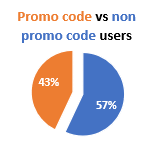 Promo code vs non
promo code users
43%
57%